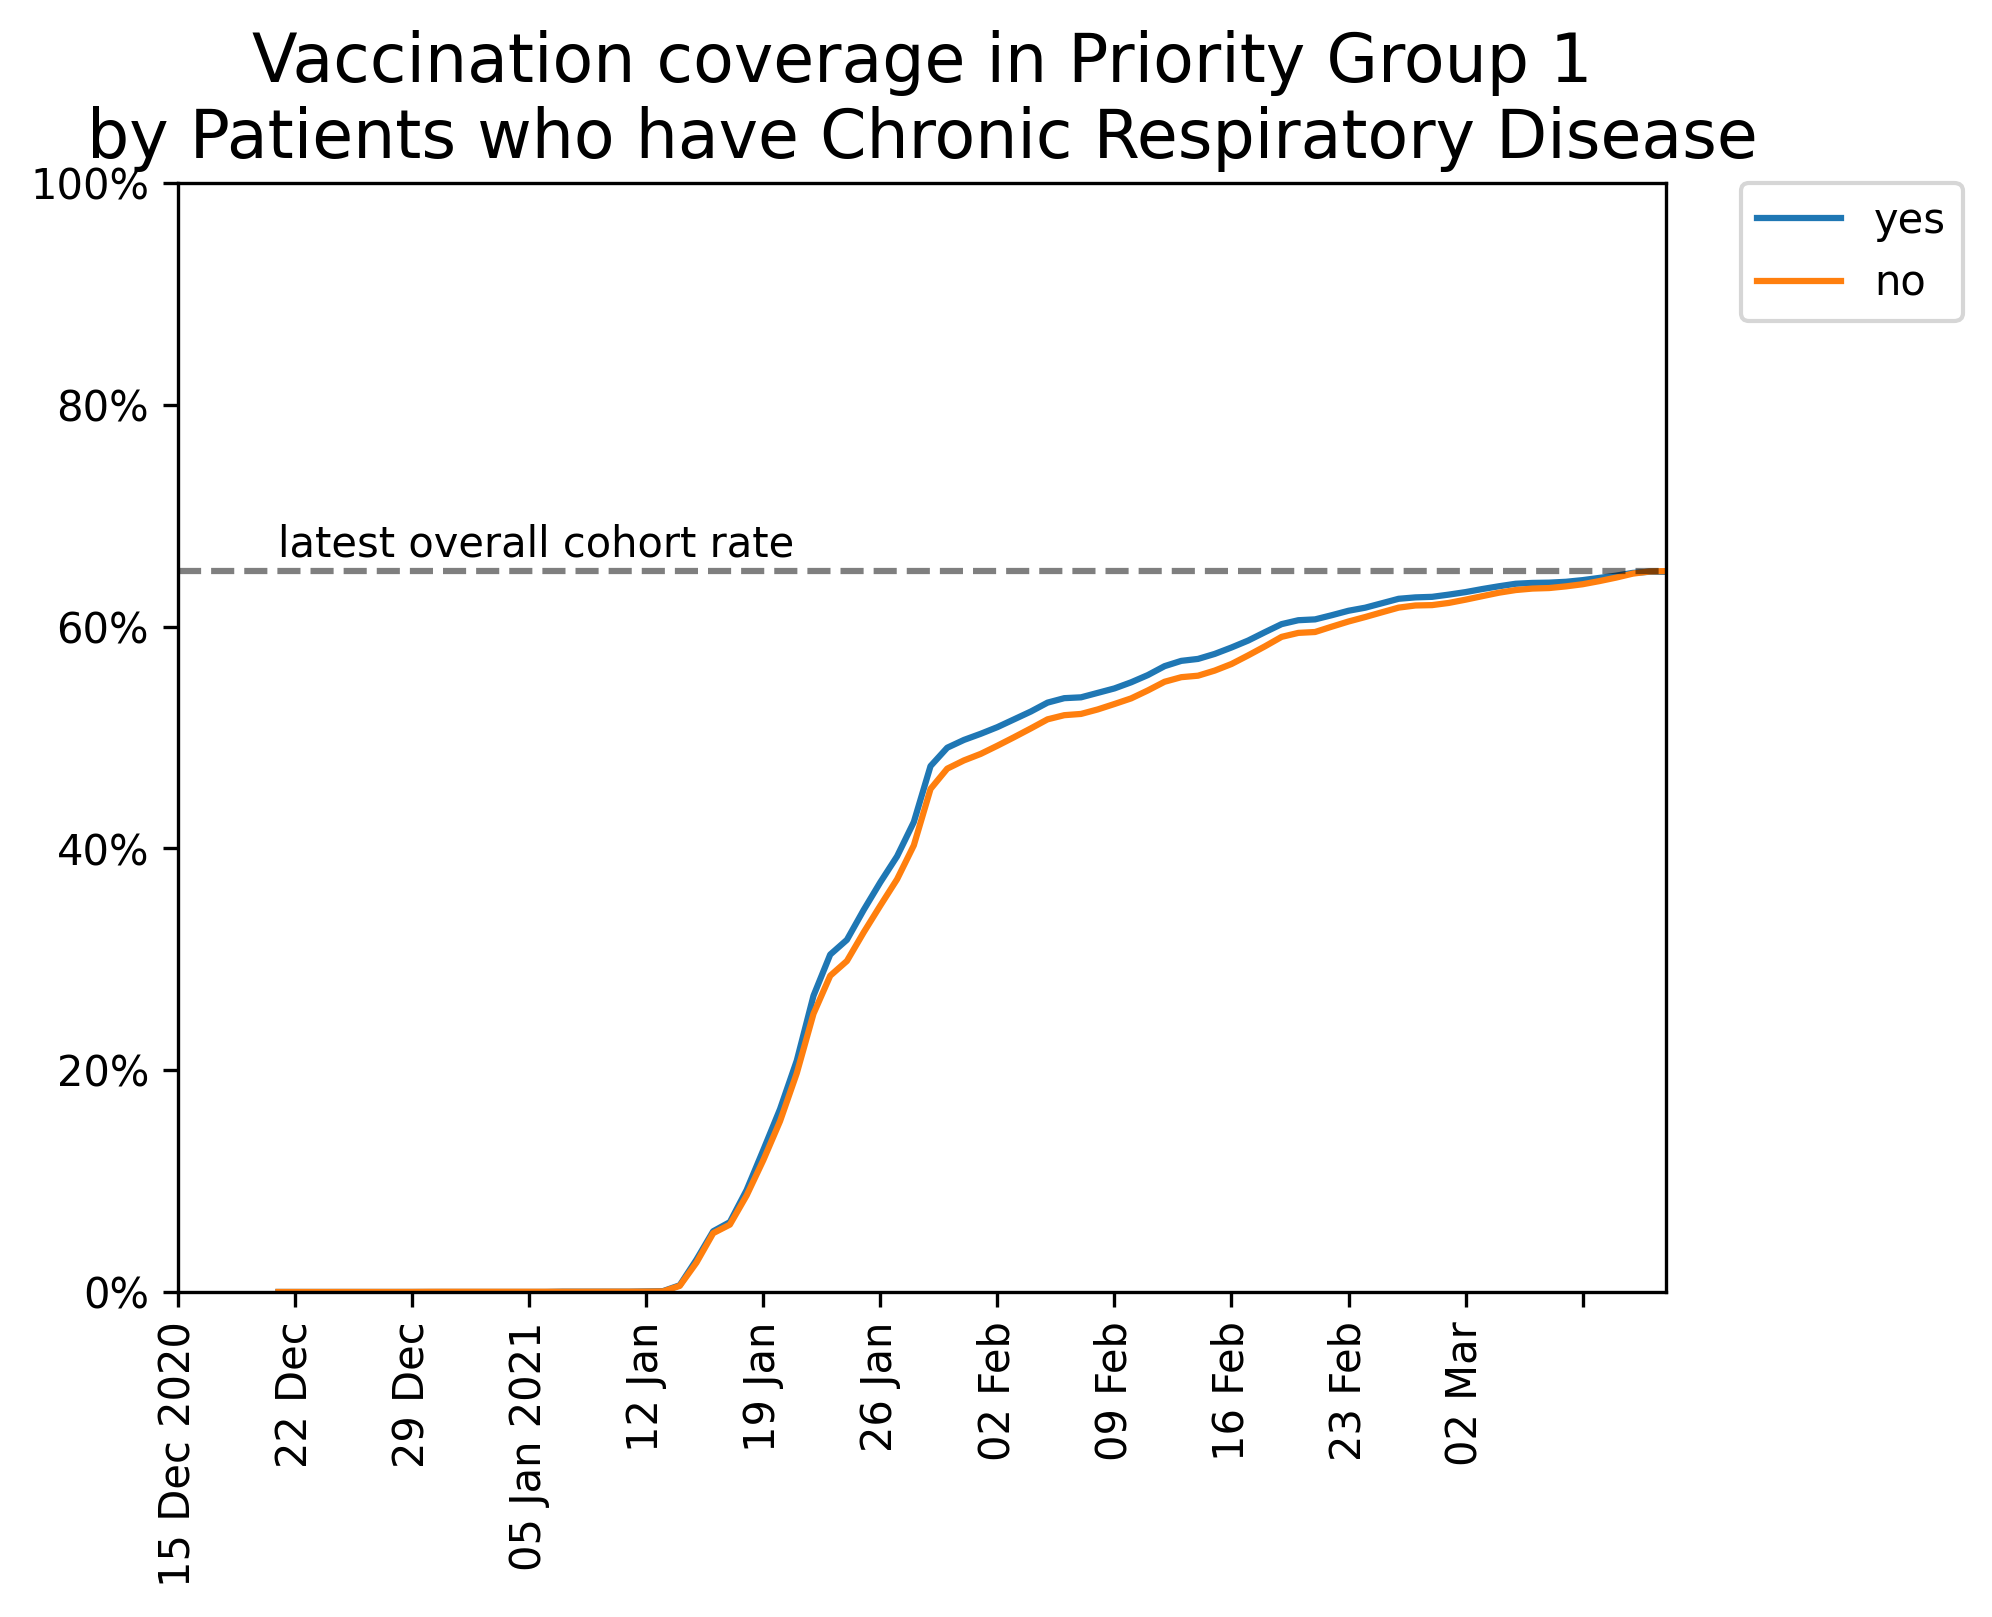 Vaccination coverage in Priority Group 1
by Patients who have Chronic Respiratory Disease
100%
80%
60%
40%
20%
0%
latest overall cohort rate
yes
no
15 Dec 2020
22 Dec
29 Dec
05 Jan 2021
12 Jan
19 Jan
26 Jan
02 Feb
09 Feb
16 Feb
23 Feb
02 Mar